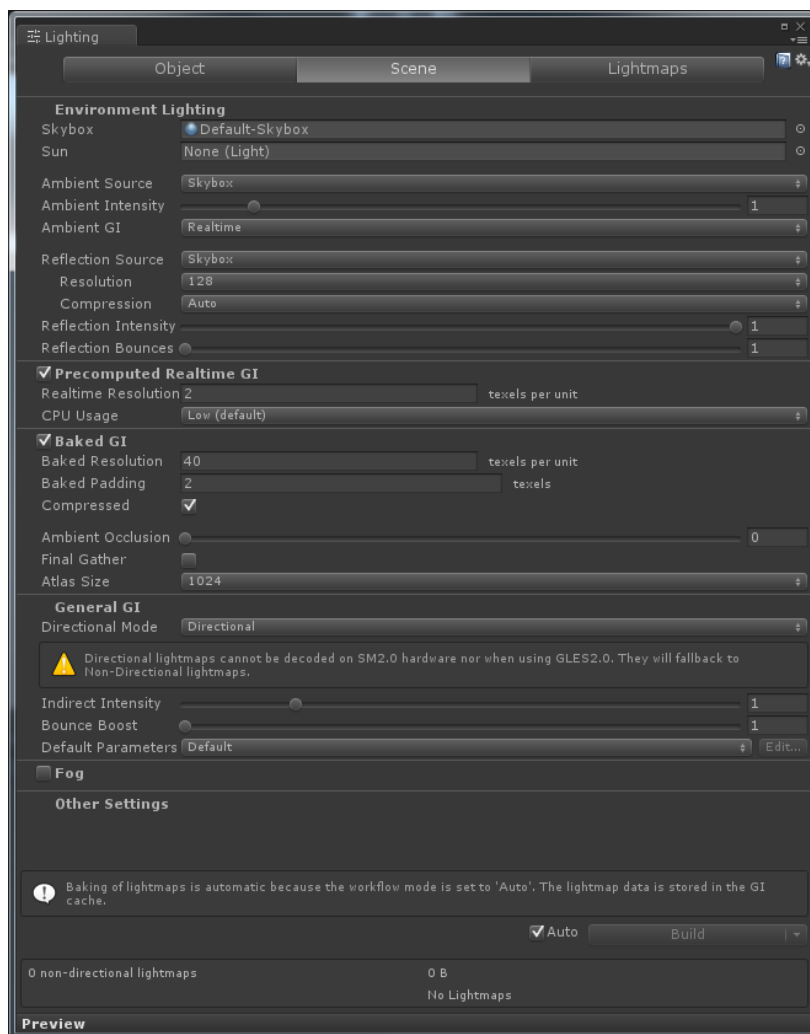 Lighting
Object Scene Lightmaps
Environment Lighting
Skybox Default-Skybox
Sun None (Light)
Ambient Source Skybox
Ambient Intensity 1
Ambient GI Realtime
Reflection Source Skybox
Resolution 128
Compression Auto
Reflection Intensity 1
Reflection Bounces 1
Precomputed Realtime GI
Realtime Resolution 2 texels per unit
CPU Usage Low (default)
Baked GI
Baked Resolution 40 texels per unit
Baked Padding 2 texels
Compressed
Ambient Occlusion 0
Final Gather
Atlas Size 1024
General GI
Directional Mode Directional
Directional lightmaps cannot be decoded on SM2.0 hardware nor when using GLES2.0. They will fallback to
Non-Directional lightmaps.
Indirect Intensity 1
Bounce Boost 1
Default Parameters Default Edit...
Fog
Other Settings
Baking of lightmaps is automatic because the workflow mode is set to 'Auto'. The lightmap data is stored in the GI
cache.
Auto Build
0 non-directional lightmaps 0 B
No Lightmaps
Preview